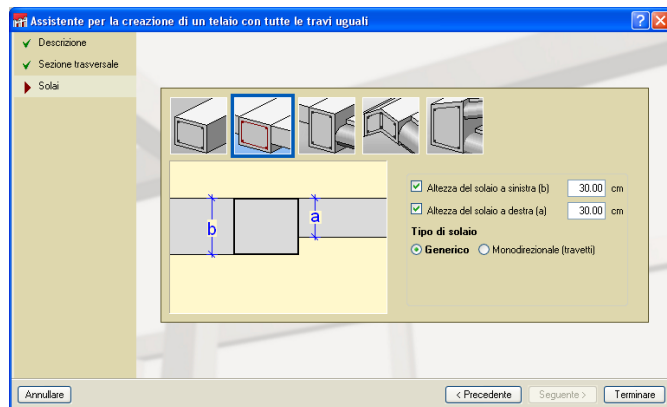 Assistente per la creazione di un telaio con tutte le travi uguali
Descrizione
Sezione trasversale
Solai
b
a
Altezza del solaio a sinistra (b) 30.00 cm
Altezza del solaio a destra (a) 30.00 cm
Tipo di solaio
Generico Monodirezionale (travetti)
Annullare < Precedente Seguente > Terminare